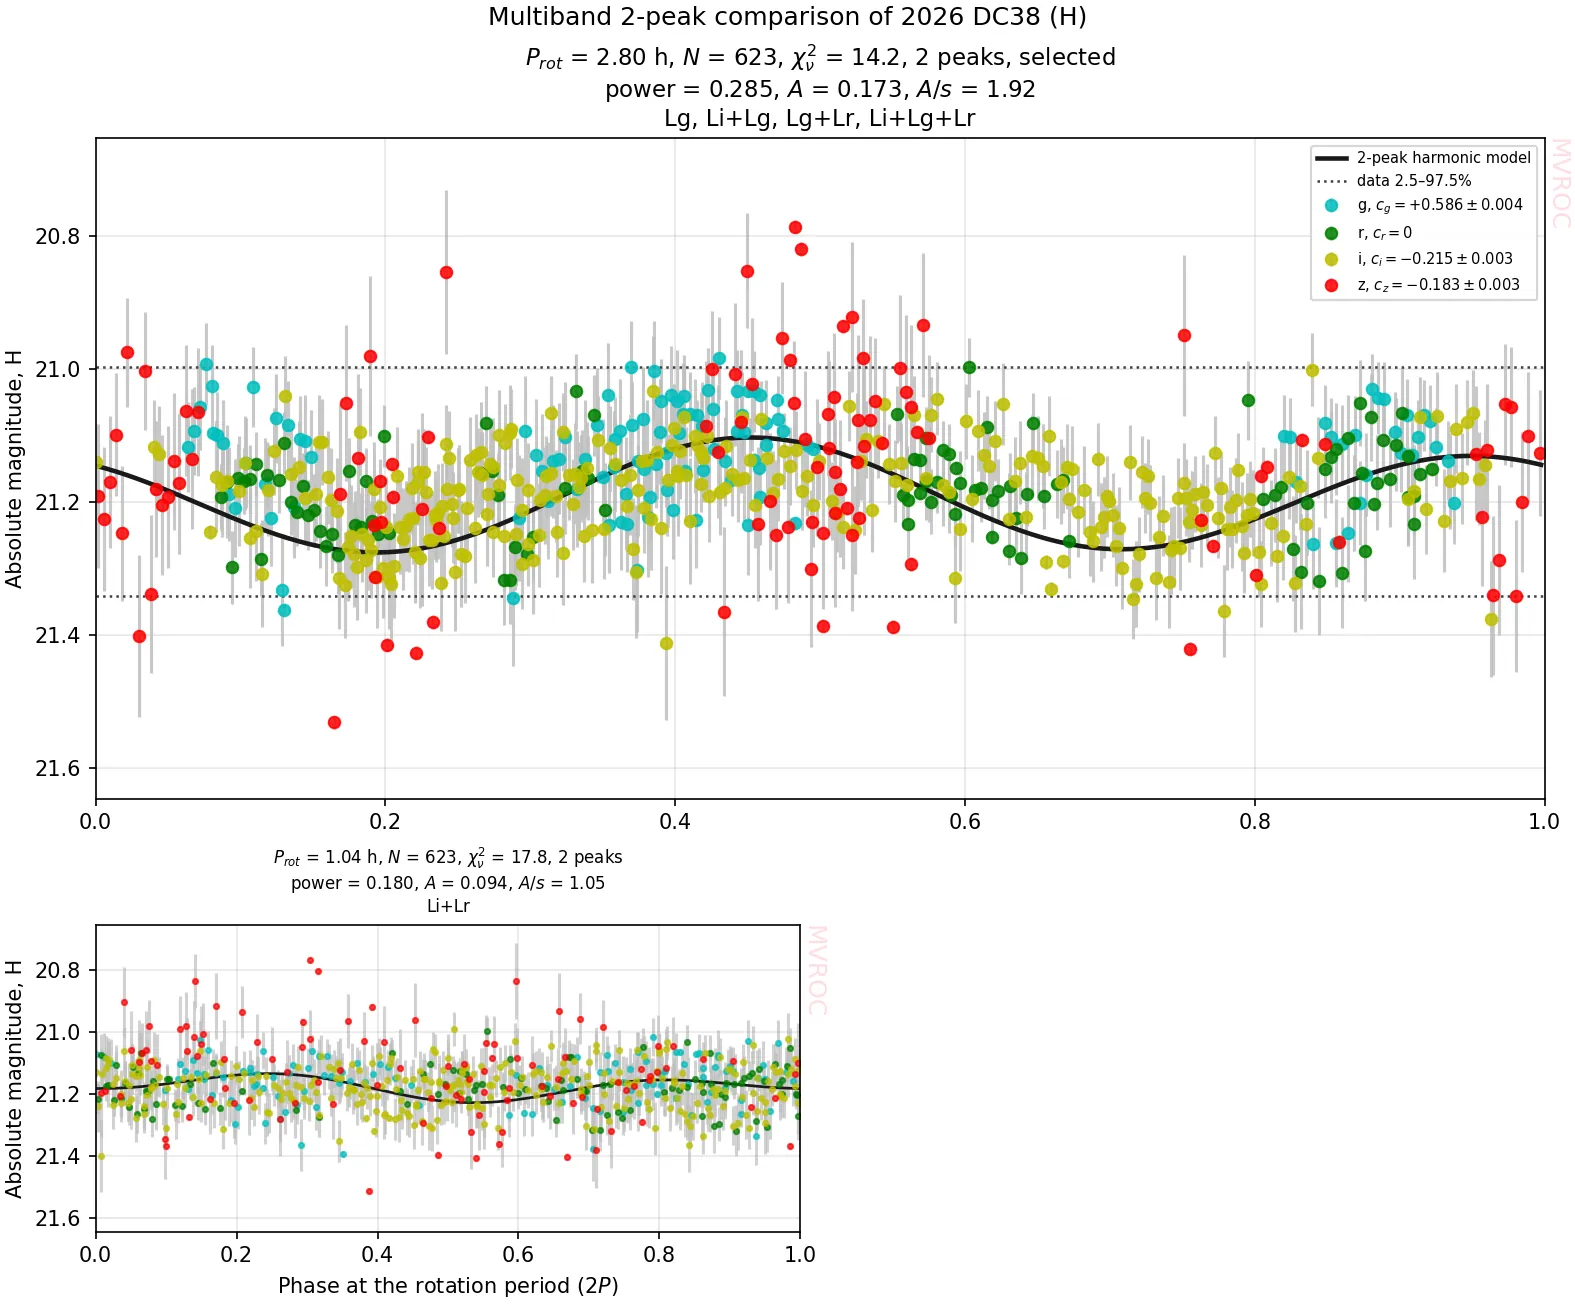 Multiband 2-peak comparison of 2026 DC38 (H)
P_rot = 2.80 h, N = 623, χ²_ν = 14.2, 2 peaks, selected
power = 0.285, A = 0.173, A/s = 1.92
Lg, Li+Lg, Lg+Lr, Li+Lg+Lr
2-peak harmonic model
data 2.5–97.5%
g, c_g = +0.586 ± 0.004
r, c_r = 0
i, c_i = −0.215 ± 0.003
z, c_z = −0.183 ± 0.003
MVROC
Absolute magnitude, H
20.8
21.0
21.2
21.4
21.6
0.0 0.2 0.4 0.6 0.8 1.0
P_rot = 1.04 h, N = 623, χ²_ν = 17.8, 2 peaks
power = 0.180, A = 0.094, A/s = 1.05
Li+Lr
MVROC
Absolute magnitude, H
20.8
21.0
21.2
21.4
21.6
0.0 0.2 0.4 0.6 0.8 1.0
Phase at the rotation period (2P)